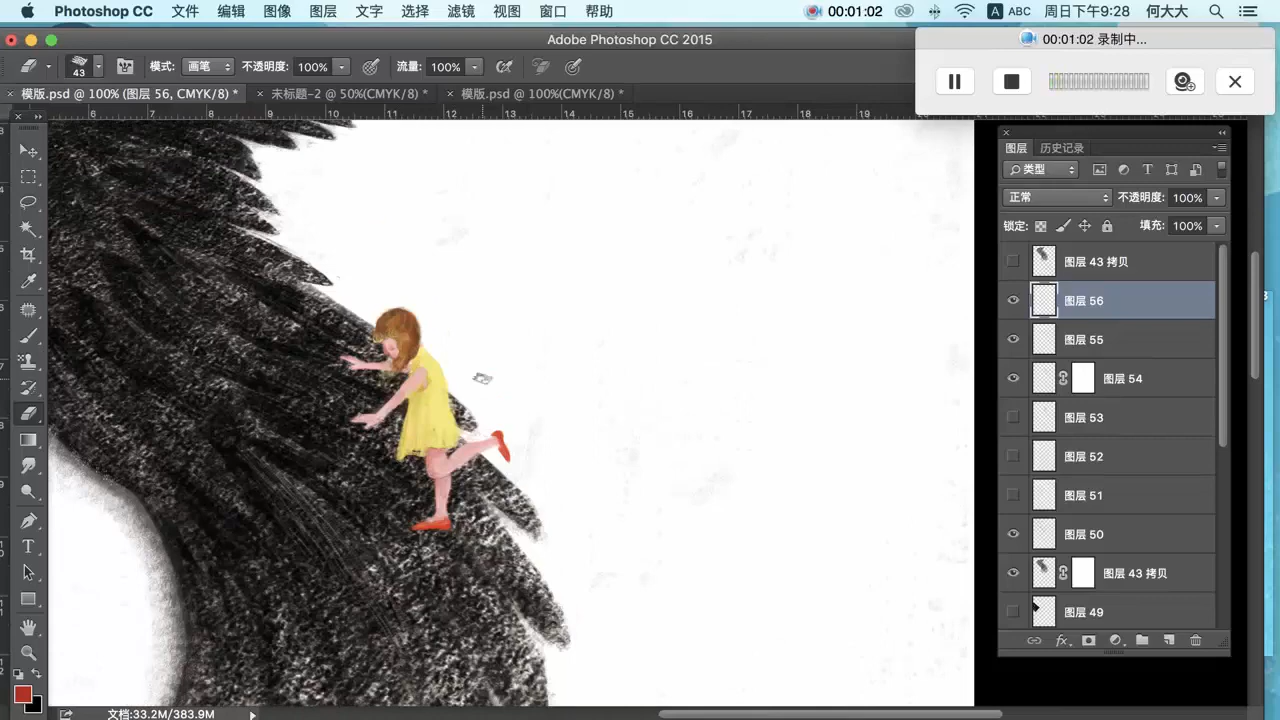 Photoshop CC 文件 编辑 图像 图层 文字 选择 滤镜 视图 窗口 帮助 00:01:02 A ABC 周日下午9:28 何大大
Adobe Photoshop CC 2015
00:01:02 录制中...
43 模式: 画笔 不透明度: 100% 流量: 100%
模版.psd @ 100% (图层 56, CMYK/8) * 未标题-2 @ 50%(CMYK/8) * 模版.psd @ 100%(CMYK/8) *
6 7 8 9 10 11 12 13 14 15 16 17 18 19
图层 历史记录
类型
正常 不透明度: 100%
锁定: 填充: 100%
图层 43 拷贝
图层 56
图层 55
图层 54
图层 53
图层 52
图层 51
图层 50
图层 43 拷贝
图层 49
fx
T
文档:33.2M/383.9M